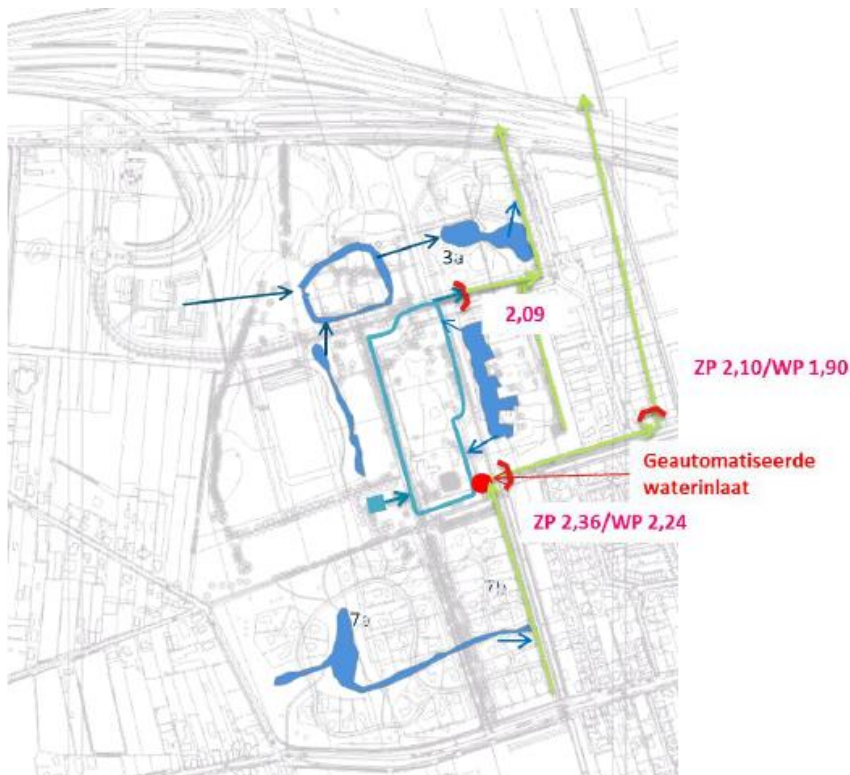 3a
2,09
ZP 2,10/WP 1,90
Geautomatiseerde
waterinlaat
ZP 2,36/WP 2,24
7b
7a